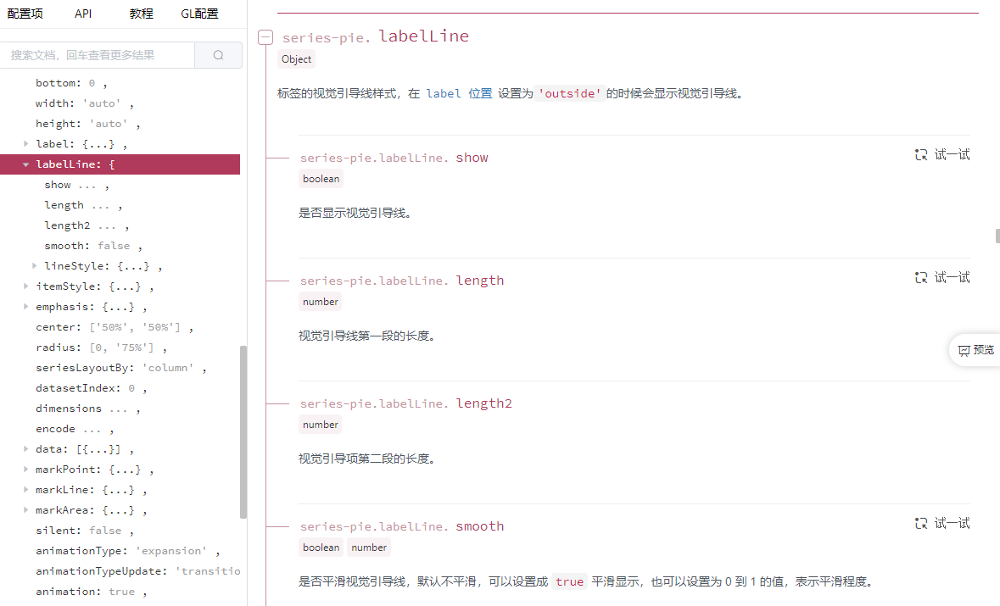 配置项 API 教程 GL配置
搜索文档，回车查看更多结果
bottom: 0 ,
width: 'auto' ,
height: 'auto' ,
label: {...} ,
labelLine: {
show ... ,
length ... ,
length2 ... ,
smooth: false ,
lineStyle: {...} ,
itemStyle: {...} ,
emphasis: {...} ,
center: ['50%', '50%'] ,
radius: [0, '75%'] ,
seriesLayoutBy: 'column' ,
datasetIndex: 0 ,
dimensions ... ,
encode ... ,
data: [{...}] ,
markPoint: {...} ,
markLine: {...} ,
markArea: {...} ,
silent: false ,
animationType: 'expansion' ,
animationTypeUpdate: 'transitio
animation: true ,
series-pie. labelLine
Object
标签的视觉引导线样式，在 label 位置 设置为 'outside' 的时候会显示视觉引导线。
series-pie.labelLine. show
试一试
boolean
是否显示视觉引导线。
series-pie.labelLine. length
试一试
number
视觉引导线第一段的长度。
预览
series-pie.labelLine. length2
number
视觉引导项第二段的长度。
series-pie.labelLine. smooth
试一试
boolean number
是否平滑视觉引导线，默认不平滑，可以设置成 true 平滑显示，也可以设置为 0 到 1 的值，表示平滑程度。